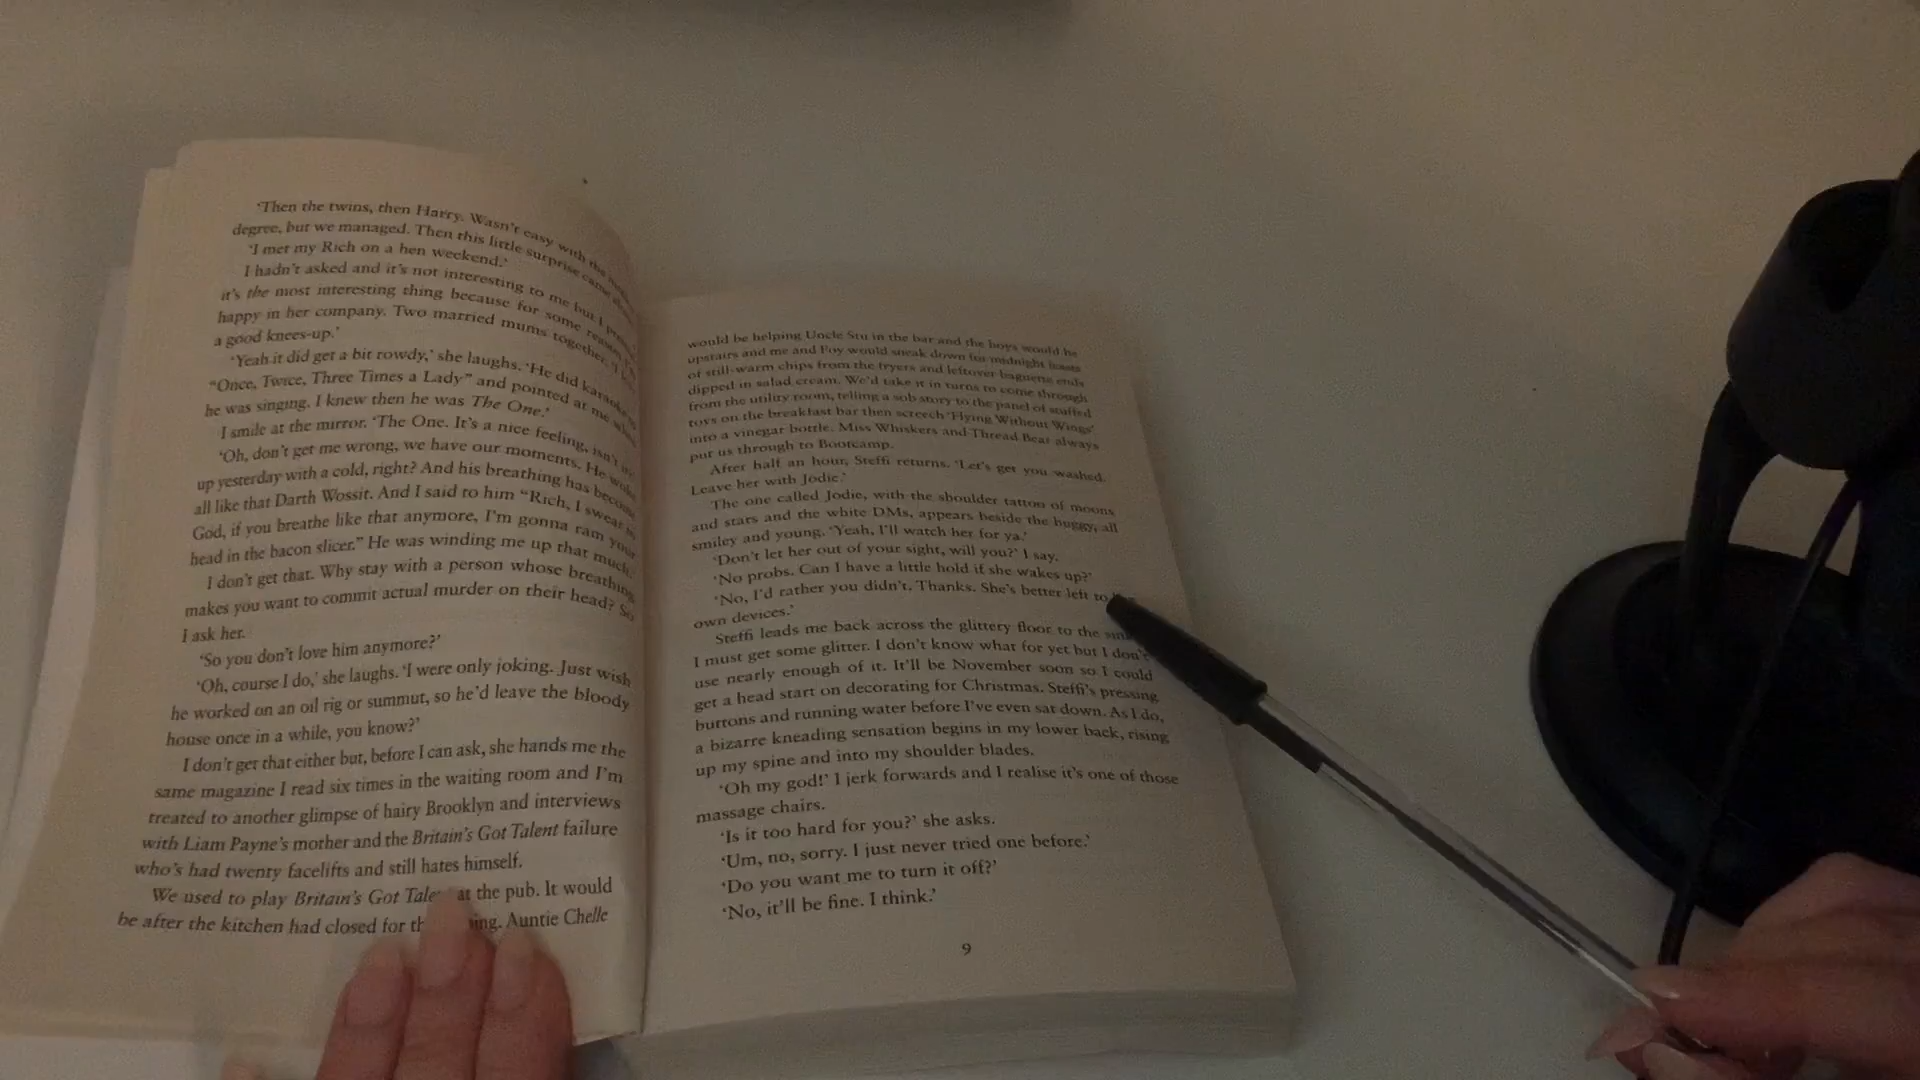 'Then the twins, then Harry. Wasn't easy with the
degree, but we managed. Then this little surprise came
'I met my Rich on a hen weekend.'
I hadn't asked and it's not interesting to me but I
it's the most interesting thing because for some reason I'm
happy in her company. Two married mums together.
a good knees-up.'
'Yeah it did get a bit rowdy,' she laughs. 'He did karaoke
"Once, Twice, Three Times a Lady" and pointed at me when
he was singing. I knew then he was The One.'
I smile at the mirror. 'The One. It's a nice feeling, isn't it?'
'Oh, don't get me wrong, we have our moments. He woke
up yesterday with a cold, right? And his breathing has become
all like that Darth Wossit. And I said to him "Rich, I swear to
God, if you breathe like that anymore, I'm gonna ram your
head in the bacon slicer." He was winding me up that much.'
I don't get that. Why stay with a person whose breathing
makes you want to commit actual murder on their head? So
I ask her.
'So you don't love him anymore?'
'Oh, course I do,' she laughs. 'I were only joking. Just wish
he worked on an oil rig or summut, so he'd leave the bloody
house once in a while, you know?'
I don't get that either but, before I can ask, she hands me the
same magazine I read six times in the waiting room and I'm
treated to another glimpse of hairy Brooklyn and interviews
with Liam Payne's mother and the Britain's Got Talent failure
who's had twenty facelifts and still hates himself.
We used to play Britain's Got Tale at the pub. It would
be after the kitchen had closed for th ing. Auntie Chelle
would be helping Uncle Stu in the bar and the boys would be
upstairs and me and Foy would sneak down for midnight feasts
of still-warm chips from the fryers and leftover baguette ends
dipped in salad cream. We'd take it in turns to come through
from the utility room, telling a sob story to the panel of stuffed
toys on the breakfast bar then screech 'Flying Without Wings'
into a vinegar bottle. Miss Whiskers and Thread Bear always
put us through to Bootcamp.
After half an hour, Steffi returns. 'Let's get you washed.
Leave her with Jodie.'
The one called Jodie, with the shoulder tattoo of moons
and stars and the white DMs, appears beside the buggy, all
smiley and young. 'Yeah, I'll watch her for ya.'
'Don't let her out of your sight, will you?' I say.
'No probs. Can I have a little hold if she wakes up?'
'No, I'd rather you didn't. Thanks. She's better left to
own devices.'
Steffi leads me back across the glittery floor to the
I must get some glitter. I don't know what for yet but I don't
use nearly enough of it. It'll be November soon so I could
get a head start on decorating for Christmas. Steffi's pressing
buttons and running water before I've even sat down. As I do,
a bizarre kneading sensation begins in my lower back, rising
up my spine and into my shoulder blades.
'Oh my god!' I jerk forwards and I realise it's one of those
massage chairs.
'Is it too hard for you?' she asks.
'Um, no, sorry. I just never tried one before.'
'Do you want me to turn it off?'
'No, it'll be fine. I think.'
9